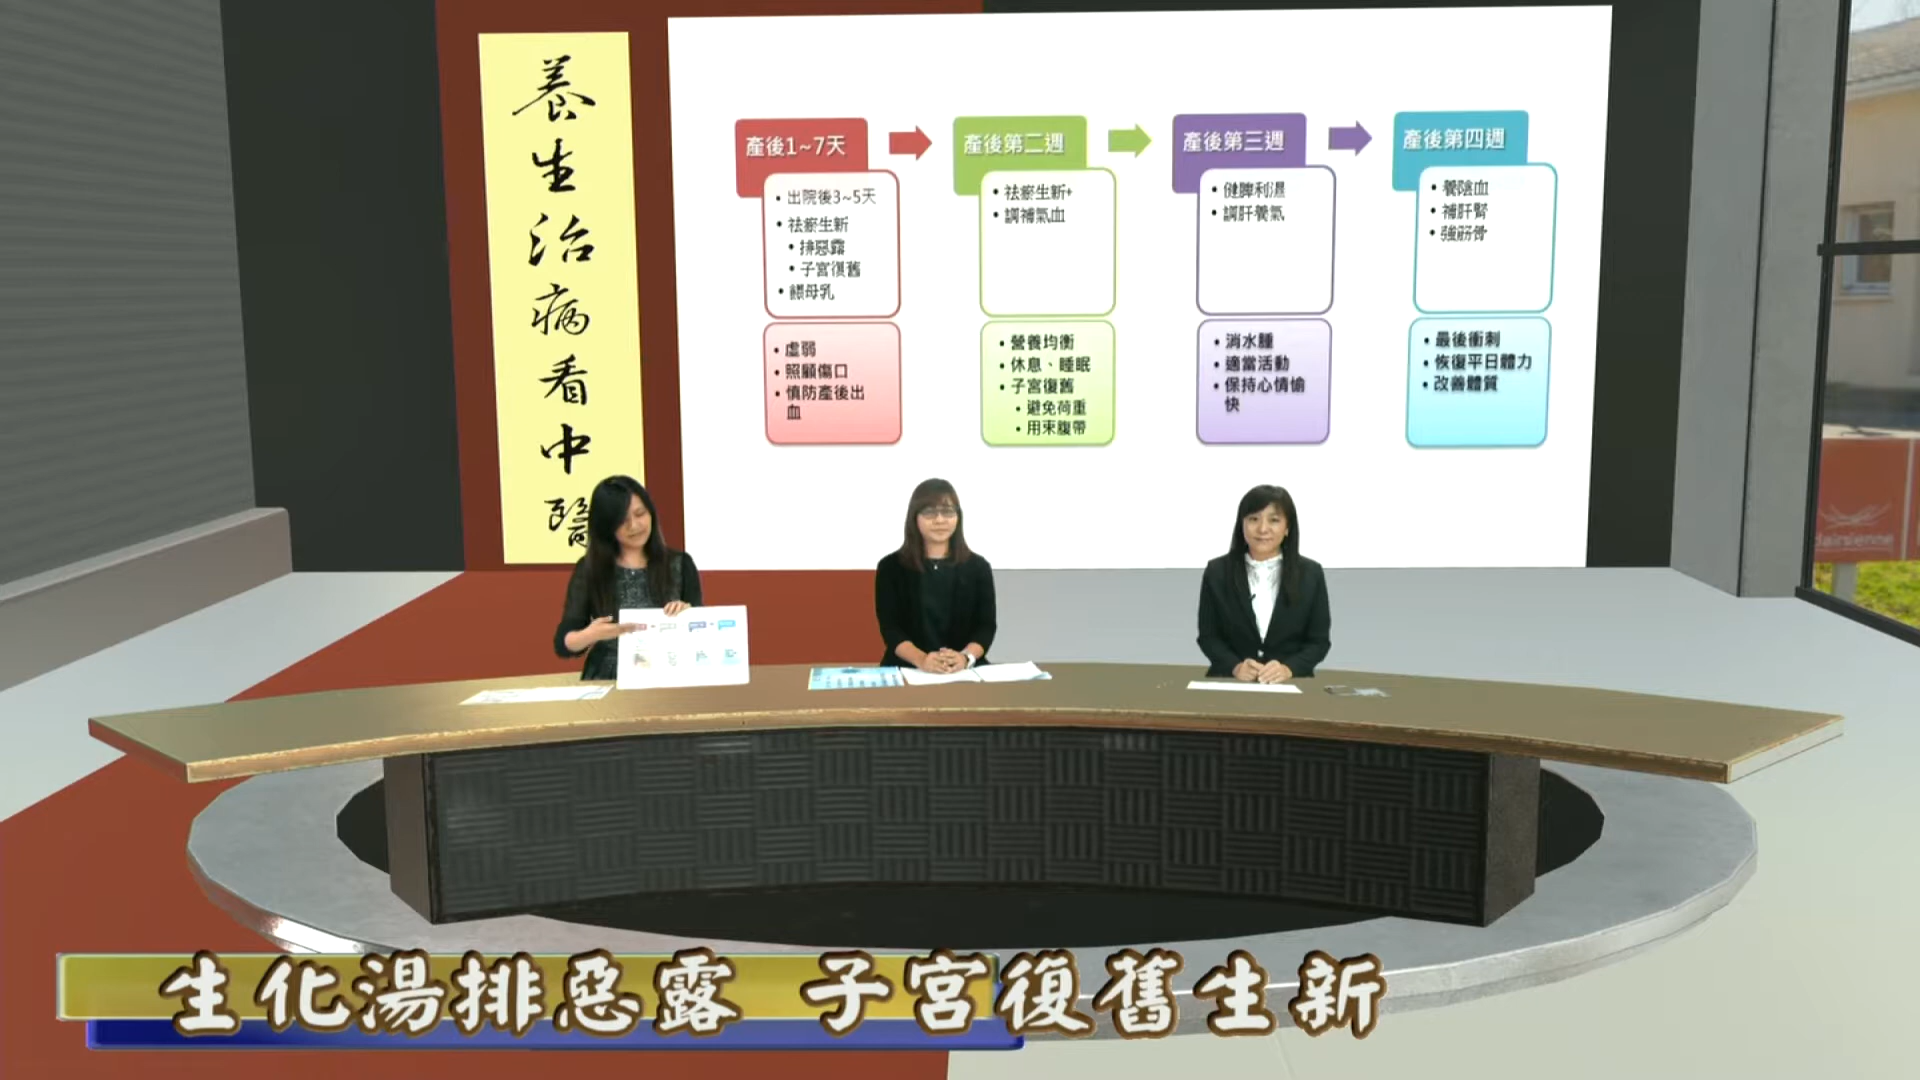 養生治病看中醫
產後1~7天
• 出院後3~5天
• 祛瘀生新
• 排惡露
• 子宮復舊
• 餵母乳
• 虛弱
• 照顧傷口
• 慎防產後出
血
產後第二週
• 祛瘀生新+
• 調補氣血
• 營養均衡
• 休息、睡眠
• 子宮復舊
• 避免荷重
• 用束腹帶
產後第三週
• 健脾利濕
• 調肝養氣
• 消水腫
• 適當活動
• 保持心情愉
快
產後第四週
• 養陰血
• 補肝腎
• 強筋骨
• 最後衝刺
• 恢復平日體力
• 改善體質
生化湯排惡露 子宮復舊生新